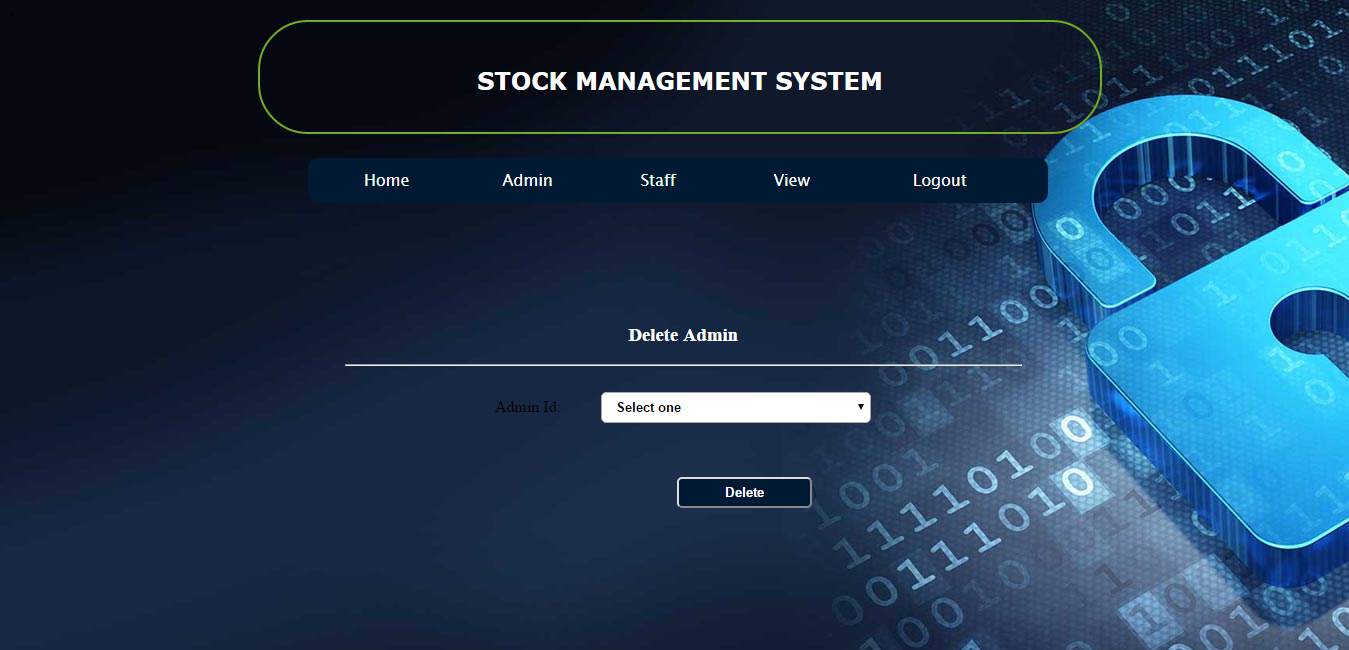 STOCK MANAGEMENT SYSTEM
Home Admin Staff View Logout
Delete Admin
Admin Id: Select one
Delete